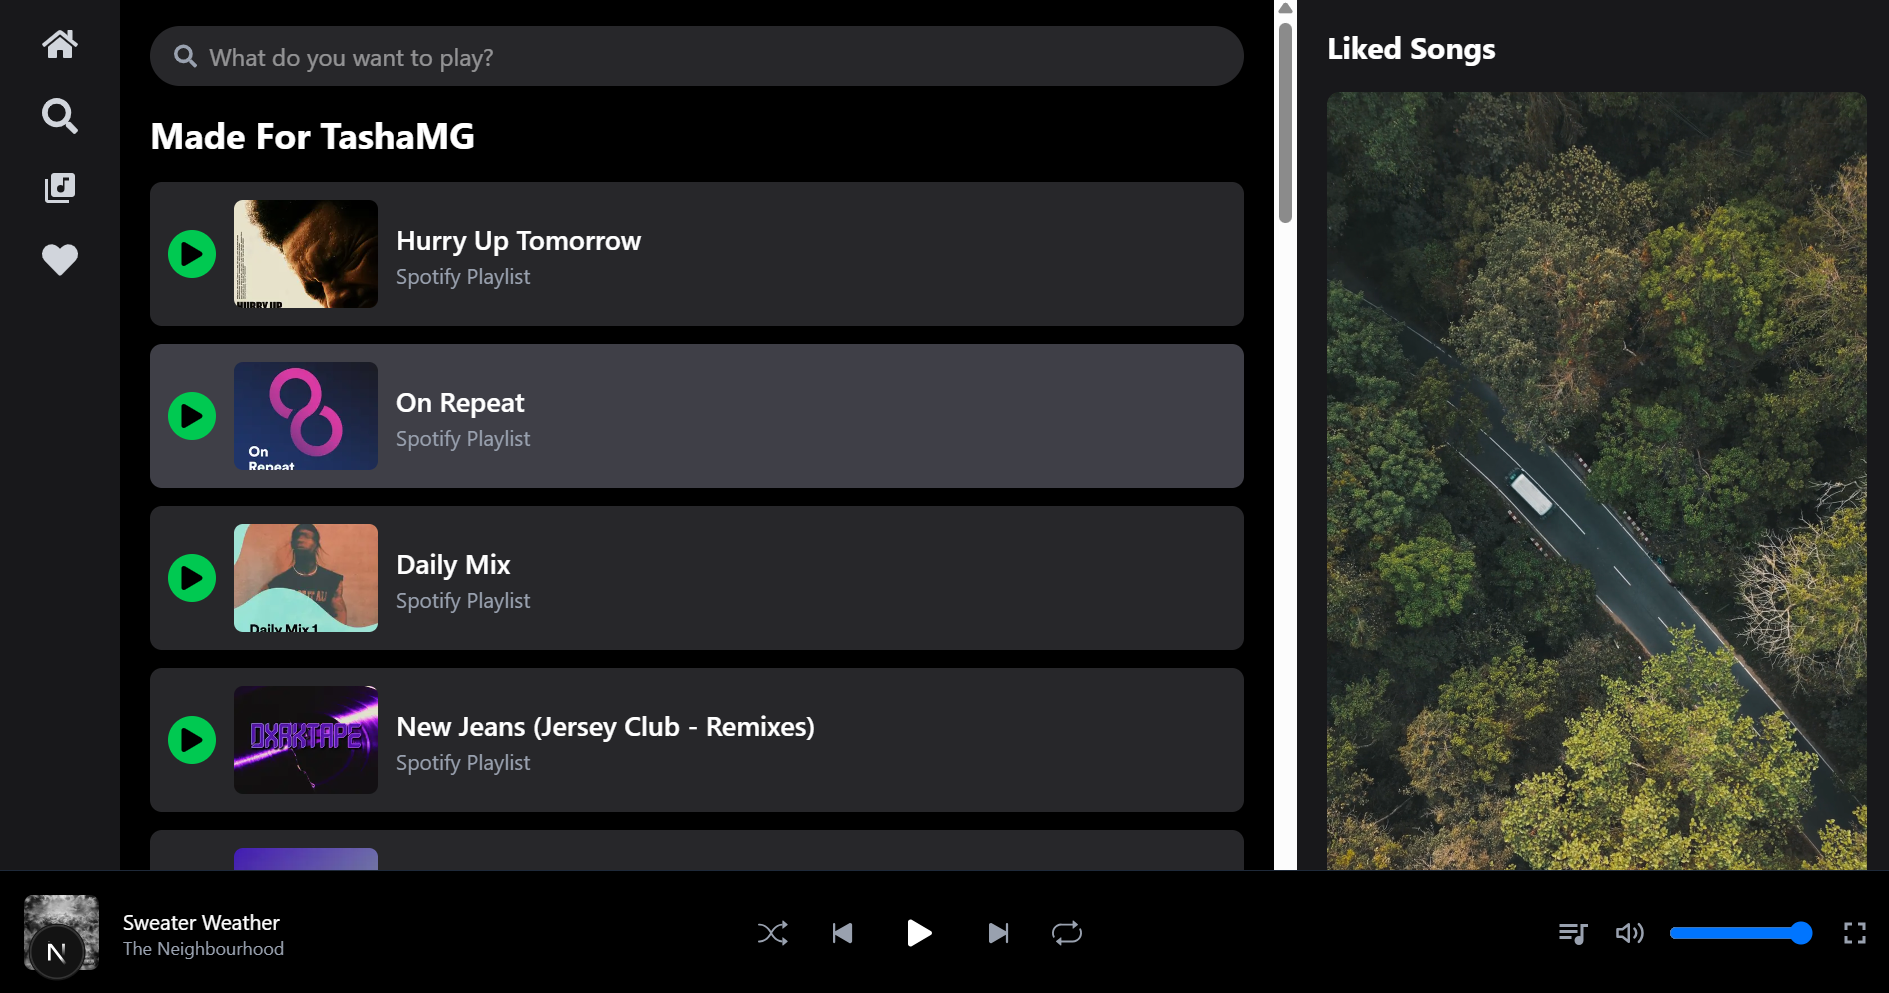 What do you want to play?
Liked Songs
Made For TashaMG
Hurry Up Tomorrow
Spotify Playlist
HURRY UP
On Repeat
Spotify Playlist
On
Repeat
Daily Mix
Spotify Playlist
Daily Mix 1
New Jeans (Jersey Club - Remixes)
Spotify Playlist
DXRKTAPE
Sweater Weather
The Neighbourhood
N